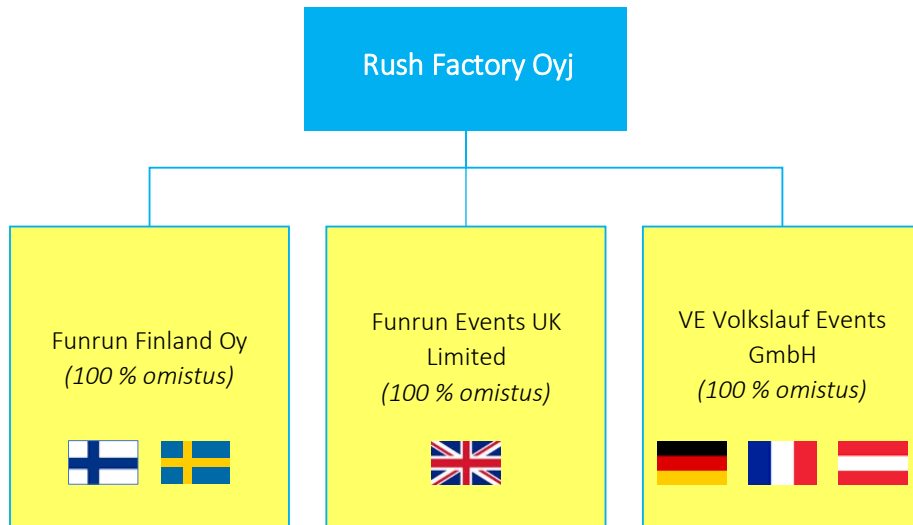 Rush Factory Oyj
Funrun Finland Oy
(100 % omistus)
Funrun Events UK
Limited
(100 % omistus)
VE Volkslauf Events
GmbH
(100 % omistus)